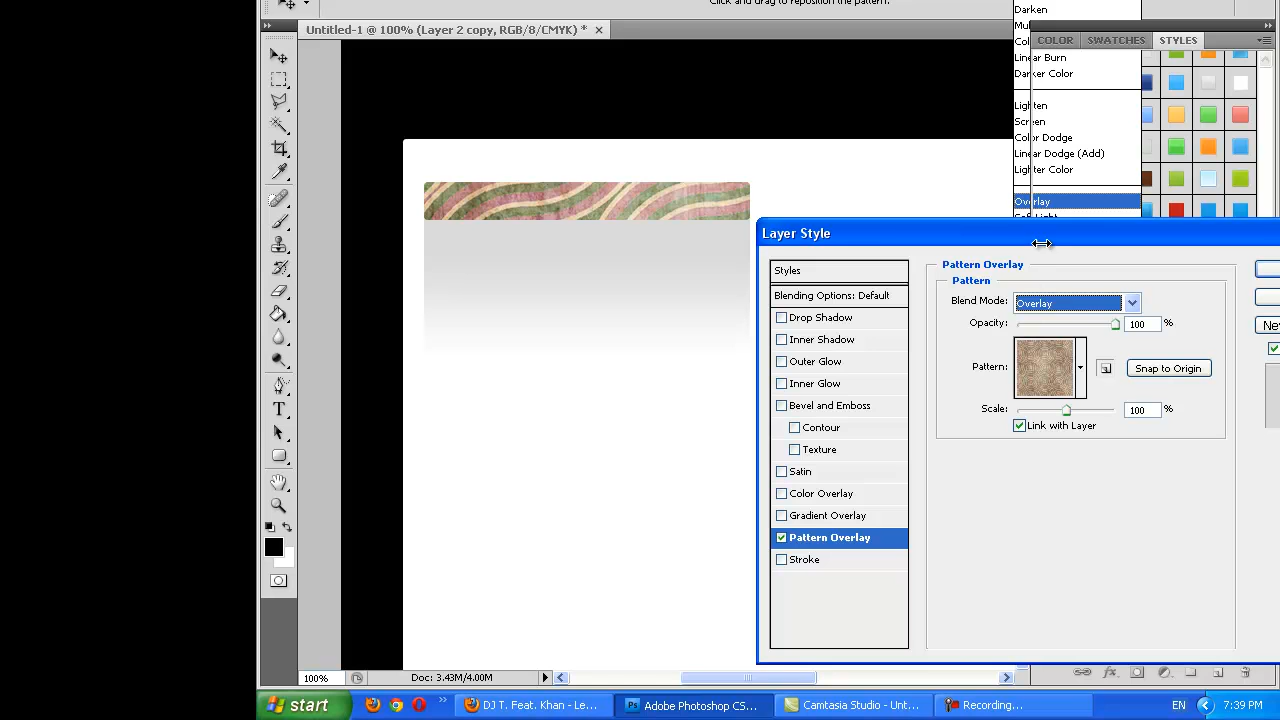 Click and drag to reposition the pattern.
Darken
Untitled-1 @ 100% (Layer 2 copy, RGB/8/CMYK) *
COLOR
SWATCHES
STYLES
Linear Burn
Darker Color
Lighten
Screen
Color Dodge
Linear Dodge (Add)
Lighter Color
Overlay
Layer Style
Styles
Blending Options: Default
Drop Shadow
Inner Shadow
Outer Glow
Inner Glow
Bevel and Emboss
Contour
Texture
Satin
Color Overlay
Gradient Overlay
Pattern Overlay
Stroke
Pattern Overlay
Pattern
Blend Mode: Overlay
Opacity: 100 %
Pattern:
Snap to Origin
Scale: 100 %
Link with Layer
100%
Doc: 3.43M/4.00M
start
DJ T. Feat. Khan - Le...
Adobe Photoshop CS...
Camtasia Studio - Unt...
Recording...
EN
7:39 PM